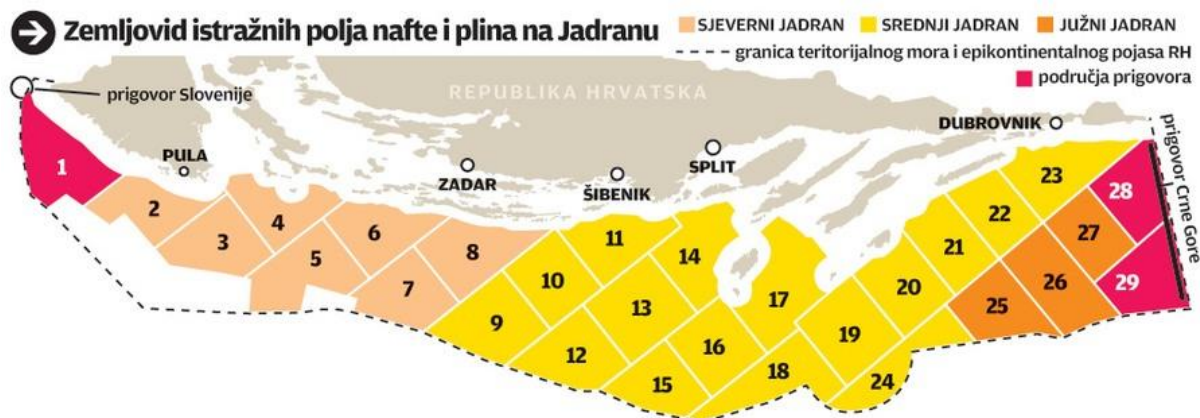 Zemljovid istražnih polja nafte i plina na Jadranu
SJEVERNI JADRAN
SREDNJI JADRAN
JUŽNI JADRAN
granica teritorijalnog mora i epikontinentalnog pojasa RH
područja prigovora
prigovor Slovenije
REPUBLIKA HRVATSKA
PULA
ZADAR
ŠIBENIK
SPLIT
DUBROVNIK
prigovor Crne Gore
1
2
3
4
5
6
7
8
9
10
11
12
13
14
15
16
17
18
19
20
21
22
23
24
25
26
27
28
29